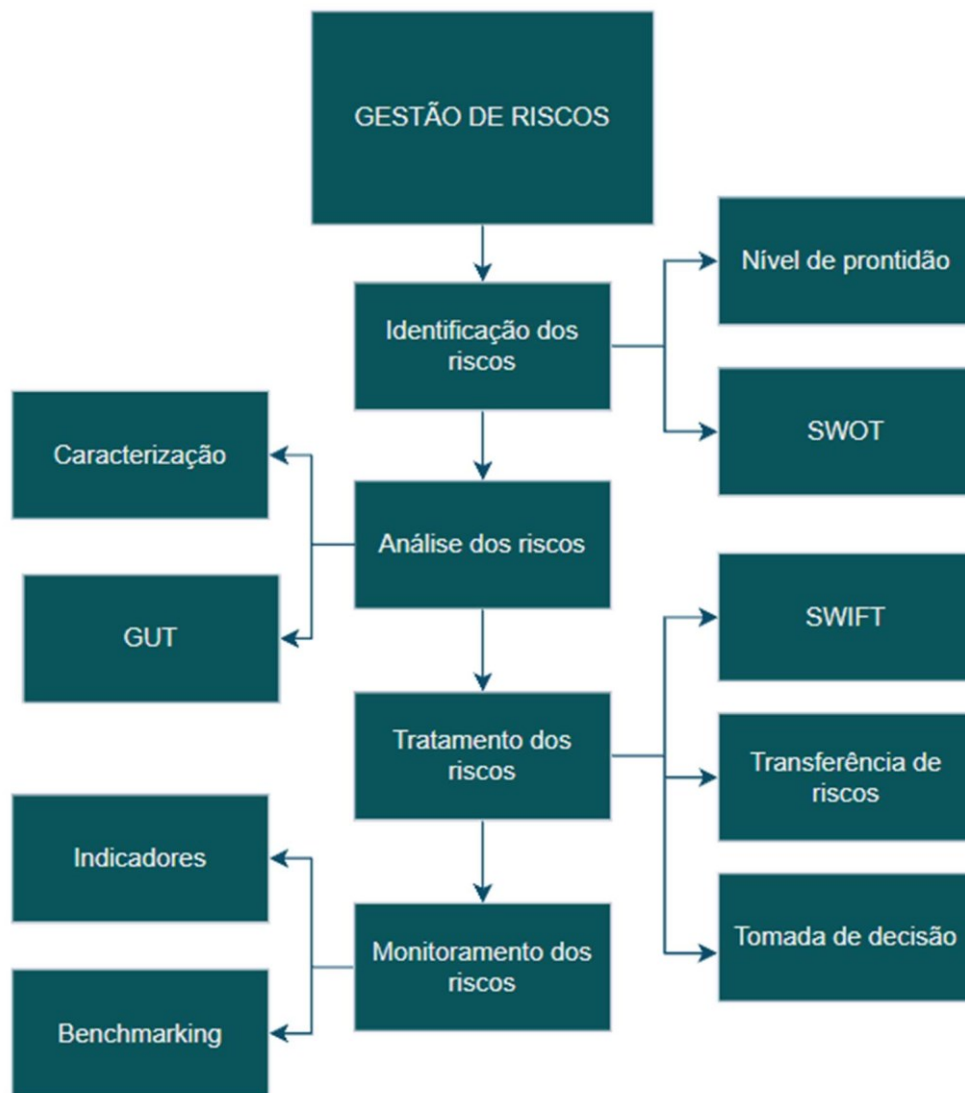 GESTÃO DE RISCOS
Identificação dos
riscos
Nível de prontidão
SWOT
Análise dos riscos
Caracterização
GUT
Tratamento dos
riscos
SWIFT
Transferência de
riscos
Tomada de decisão
Monitoramento dos
riscos
Indicadores
Benchmarking